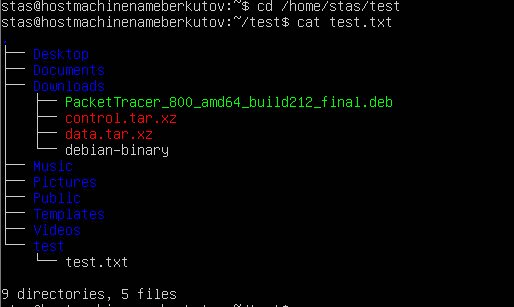 stas@hostmachinenameberkutov:~$ cd /home/stas/test
stas@hostmachinenameberkutov:~/test$ cat test.txt
.
├── Desktop
├── Documents
├── Downloads
│   ├── PacketTracer_800_amd64_build212_final.deb
│   ├── control.tar.xz
│   ├── data.tar.xz
│   └── debian-binary
├── Music
├── Pictures
├── Public
├── Templates
├── Videos
└── test
    └── test.txt
9 directories, 5 files